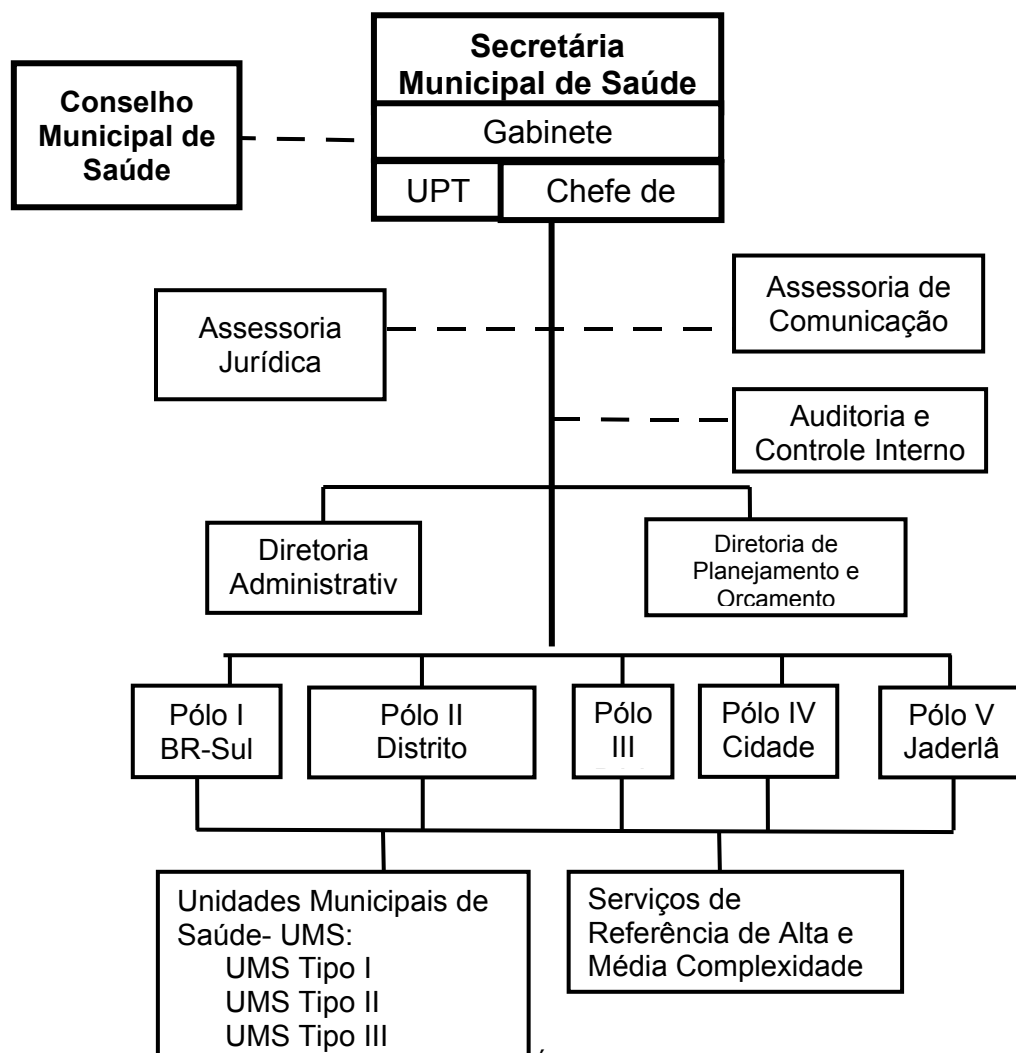 Secretária
Municipal de Saúde
Conselho
Municipal de
Saúde
Gabinete
UPT
Chefe de
Assessoria de
Comunicação
Assessoria
Jurídica
Auditoria e
Controle Interno
Diretoria
Administrativ
Diretoria de
Planejamento e
Orcamento
Pólo I
BR-Sul
Pólo II
Distrito
Pólo
III
Pólo IV
Cidade
Pólo V
Jaderlâ
Unidades Municipais de
Saúde- UMS:
UMS Tipo I
UMS Tipo II
UMS Tipo III
Serviços de
Referência de Alta e
Média Complexidade